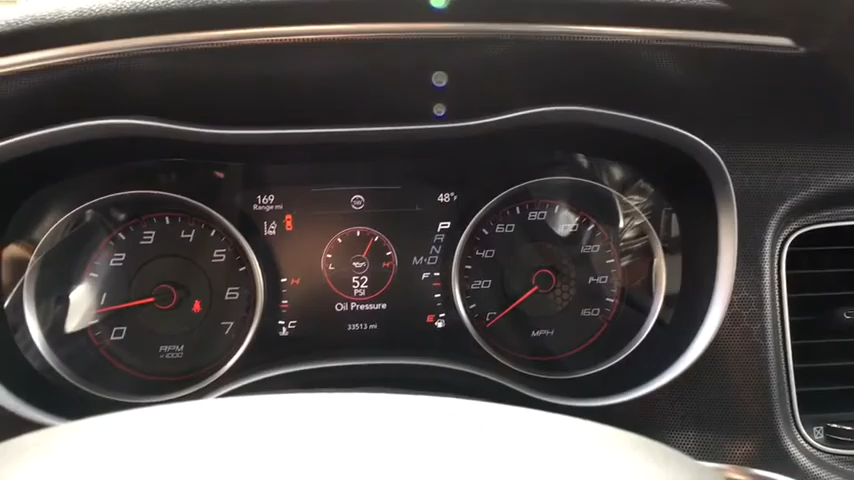 169
Range mi
48°F
4
3
5
2
6
1
0
7
RPM
x1000
H
C
L
H
52
PSI
Oil Pressure
33513 mi
P
R
N
D
M
F
E
80
100
60
120
40
140
20
160
MPH